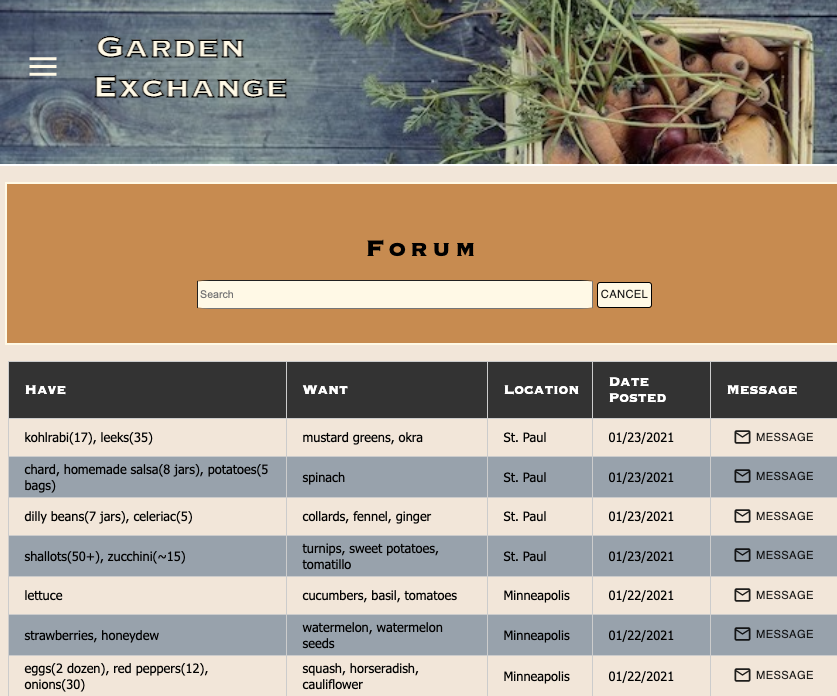 Garden
Exchange
Forum
Search CANCEL
Have Want Location Date Posted Message
kohlrabi(17), leeks(35) mustard greens, okra St. Paul 01/23/2021 MESSAGE
chard, homemade salsa(8 jars), potatoes(5 bags) spinach St. Paul 01/23/2021 MESSAGE
dilly beans(7 jars), celeriac(5) collards, fennel, ginger St. Paul 01/23/2021 MESSAGE
shallots(50+), zucchini(~15) turnips, sweet potatoes, tomatillo St. Paul 01/23/2021 MESSAGE
lettuce cucumbers, basil, tomatoes Minneapolis 01/22/2021 MESSAGE
strawberries, honeydew watermelon, watermelon seeds Minneapolis 01/22/2021 MESSAGE
eggs(2 dozen), red peppers(12), onions(30) squash, horseradish, cauliflower Minneapolis 01/22/2021 MESSAGE